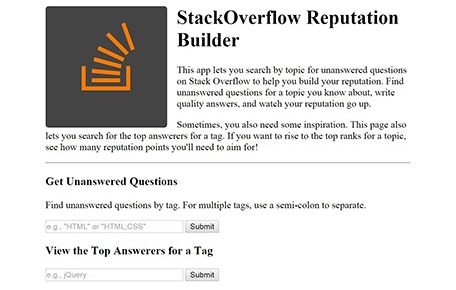 StackOverflow Reputation
Builder
This app lets you search by topic for unanswered questions
on Stack Overflow to help you build your reputation. Find
unanswered questions for a topic you know about, write
quality answers, and watch your reputation go up.
Sometimes, you also need some inspiration. This page also
lets you search for the top answerers for a tag. If you want to rise to the top ranks for a topic,
see how many reputation points you'll need to aim for!
Get Unanswered Questions
Find unanswered questions by tag. For multiple tags, use a semi-colon to separate.
e.g., "HTML" or "HTML;CSS" Submit
View the Top Answerers for a Tag
e.g., jQuery Submit